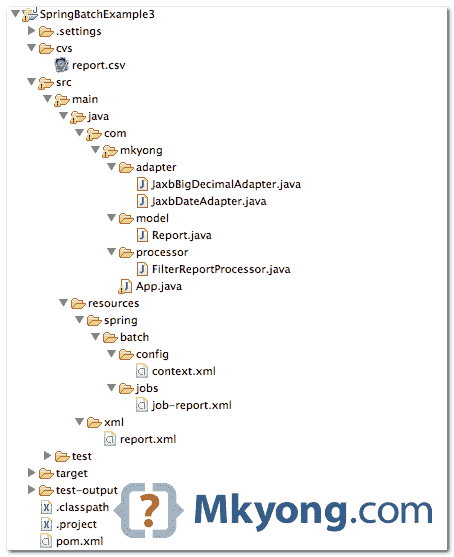 SpringBatchExample3
.settings
cvs
report.csv
src
main
java
com
mkyong
adapter
JaxbBigDecimalAdapter.java
JaxbDateAdapter.java
model
Report.java
processor
FilterReportProcessor.java
App.java
resources
spring
batch
config
context.xml
jobs
job-report.xml
xml
report.xml
test
target
test-output
.classpath
.project
pom.xml
{?} Mkyong.com